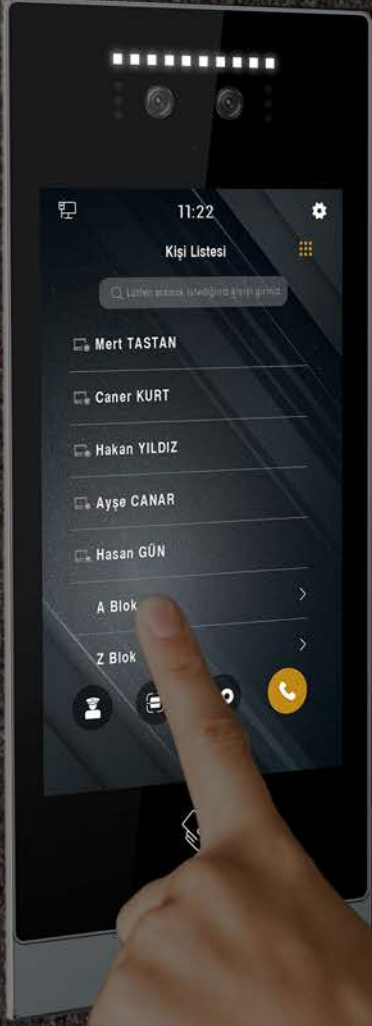 11:22
Kişi Listesi
Lütfen aramak istediğiniz kişiyi giriniz.
Mert TASTAN
Caner KURT
Hakan YILDIZ
Ayşe CANAR
Hasan GÜN
A Blok
Z Blok